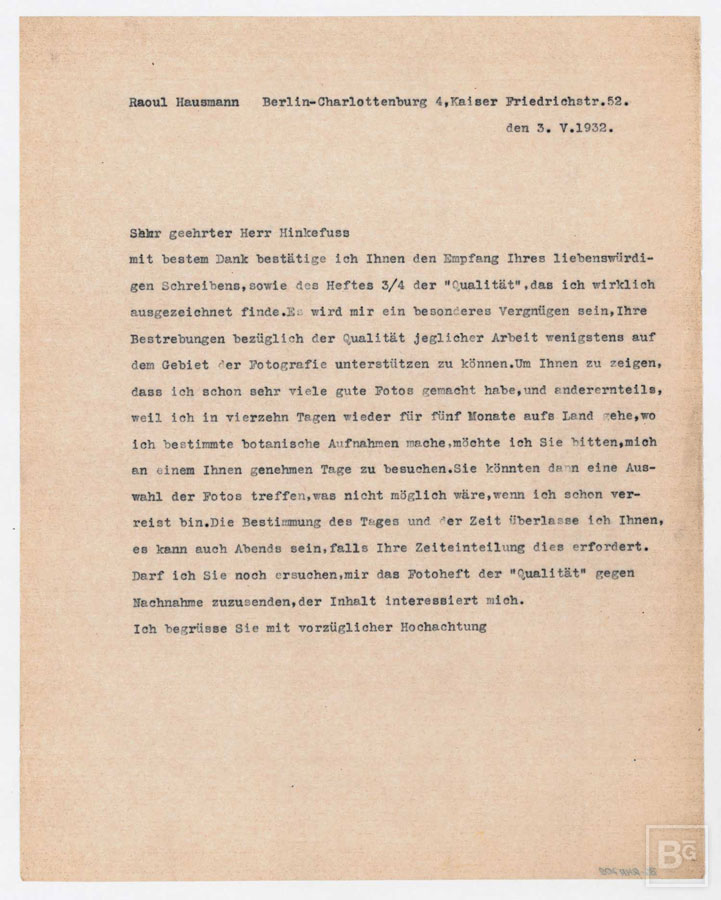 Raoul Hausmann   Berlin-Charlottenburg 4,Kaiser Friedrichstr.52.
den 3. V.1932.
Sehr geehrter Herr Hinkefuss
mit bestem Dank bestätige ich Ihnen den Empfang Ihres liebenswürdi-
gen Schreibens,sowie des Heftes 3/4 der "Qualität",das ich wirklich
ausgezeichnet finde.Es wird mir ein besonderes Vergnügen sein,Ihre
Bestrebungen bezüglich der Qualität jeglicher Arbeit wenigstens auf
dem Gebiet der Fotografie unterstützen zu können.Um Ihnen zu zeigen,
dass ich schon sehr viele gute Fotos gemacht habe,und anderernteils,
weil ich in vierzehn Tagen wieder für fünf Monate aufs Land gehe,wo
ich bestimmte botanische Aufnahmen mache,möchte ich Sie bitten,mich
an einem Ihnen genehmen Tage zu besuchen.Sie könnten dann eine Aus-
wahl der Fotos treffen,was nicht möglich wäre,wenn ich schon ver-
reist bin.Die Bestimmung des Tages und der Zeit überlasse ich Ihnen,
es kann auch Abends sein,falls Ihre Zeiteinteilung dies erfordert.
Darf ich Sie noch ersuchen,mir das Fotoheft der "Qualität" gegen
Nachnahme zuzusenden,der Inhalt interessiert mich.
Ich begrüsse Sie mit vorzüglicher Hochachtung
BG